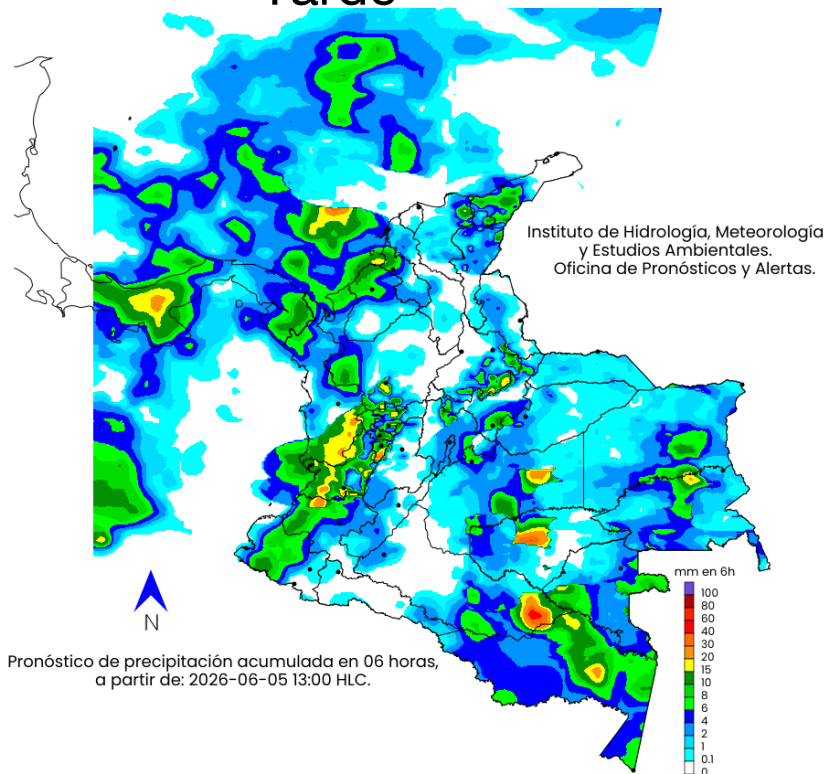 Tarde
Instituto de Hidrología, Meteorología
y Estudios Ambientales.
Oficina de Pronósticos y Alertas.
mm en 6h
100
80
60
40
30
20
15
10
8
6
4
2
1
0.1
0
N
Pronóstico de precipitación acumulada en 06 horas,
a partir de: 2026-06-05 13:00 HLC.